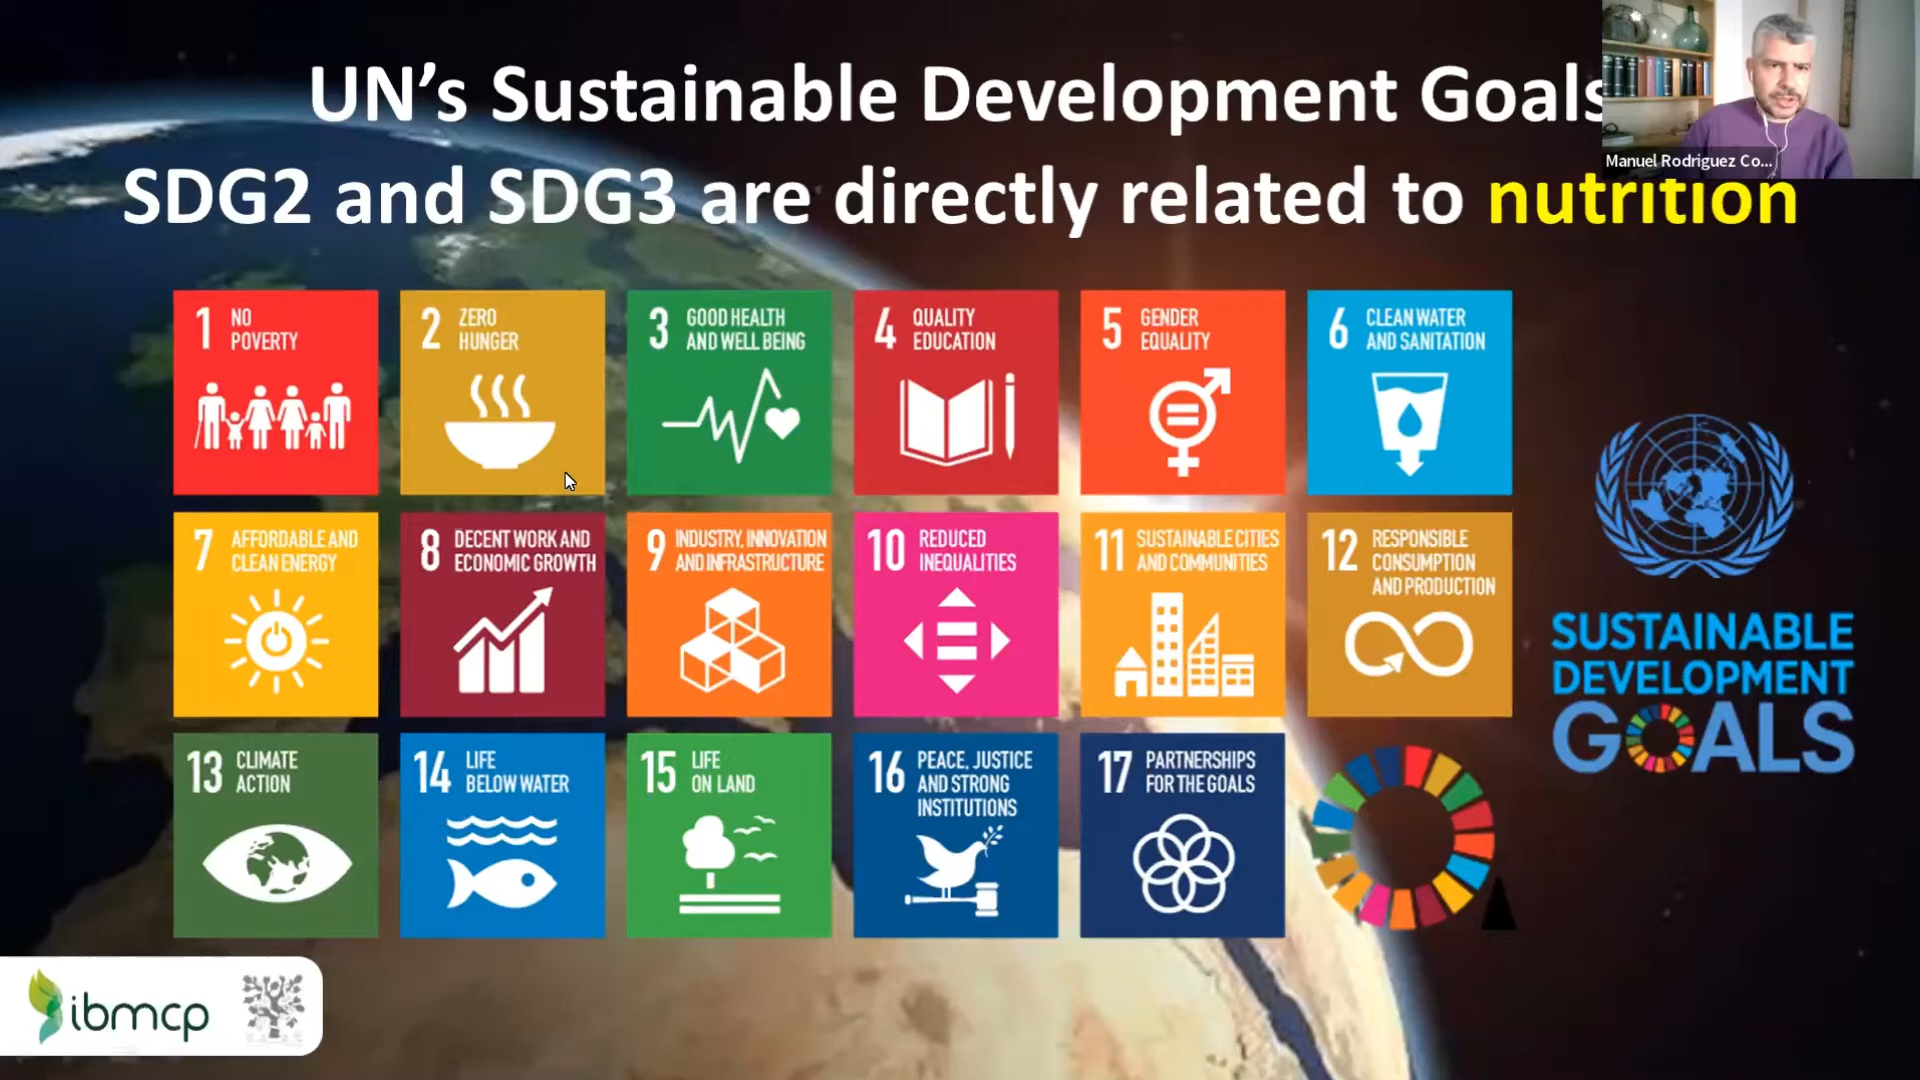 UN's Sustainable Development Goals
SDG2 and SDG3 are directly related to nutrition
Manuel Rodriguez Co...
1 NO
POVERTY
2 ZERO
HUNGER
3 GOOD HEALTH
AND WELL BEING
4 QUALITY
EDUCATION
5 GENDER
EQUALITY
6 CLEAN WATER
AND SANITATION
7 AFFORDABLE AND
CLEAN ENERGY
8 DECENT WORK AND
ECONOMIC GROWTH
9 INDUSTRY, INNOVATION
AND INFRASTRUCTURE
10 REDUCED
INEQUALITIES
11 SUSTAINABLE CITIES
AND COMMUNITIES
12 RESPONSIBLE
CONSUMPTION
AND PRODUCTION
13 CLIMATE
ACTION
14 LIFE
BELOW WATER
15 LIFE
ON LAND
16 PEACE, JUSTICE
AND STRONG
INSTITUTIONS
17 PARTNERSHIPS
FOR THE GOALS
SUSTAINABLE
DEVELOPMENT
GOALS
ibmcp